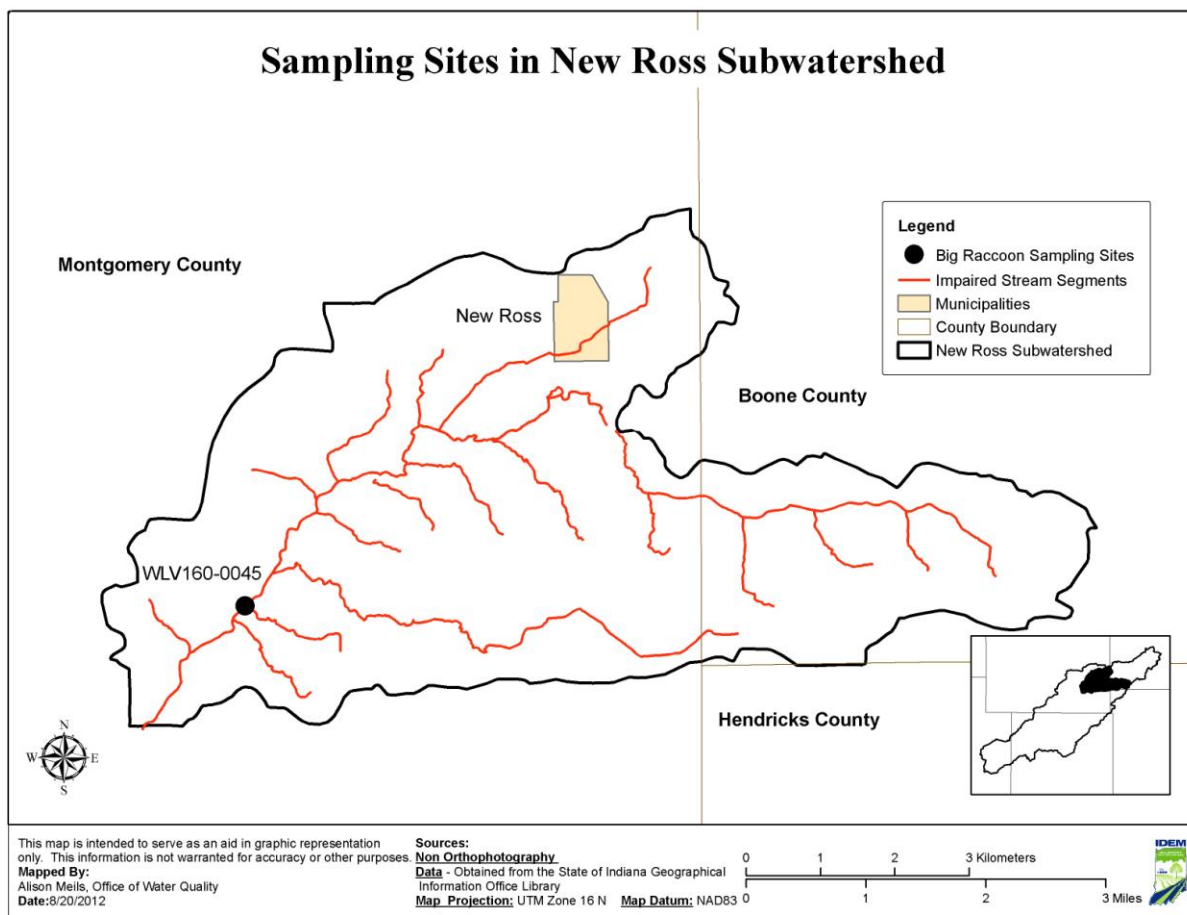 Sampling Sites in New Ross Subwatershed
Montgomery County
New Ross
Boone County
WLV160-0045
Hendricks County
Legend
Big Raccoon Sampling Sites
Impaired Stream Segments
Municipalities
County Boundary
New Ross Subwatershed
N
W E
S
This map is intended to serve as an aid in graphic representation
only. This information is not warranted for accuracy or other purposes.
Mapped By:
Alison Meils, Office of Water Quality
Date:8/20/2012
Sources:
Non Orthophotography
Data - Obtained from the State of Indiana Geographical
Information Office Library
Map Projection: UTM Zone 16 N Map Datum: NAD83
0 1 2 3 Kilometers
0 1 2 3 Miles
IDEM